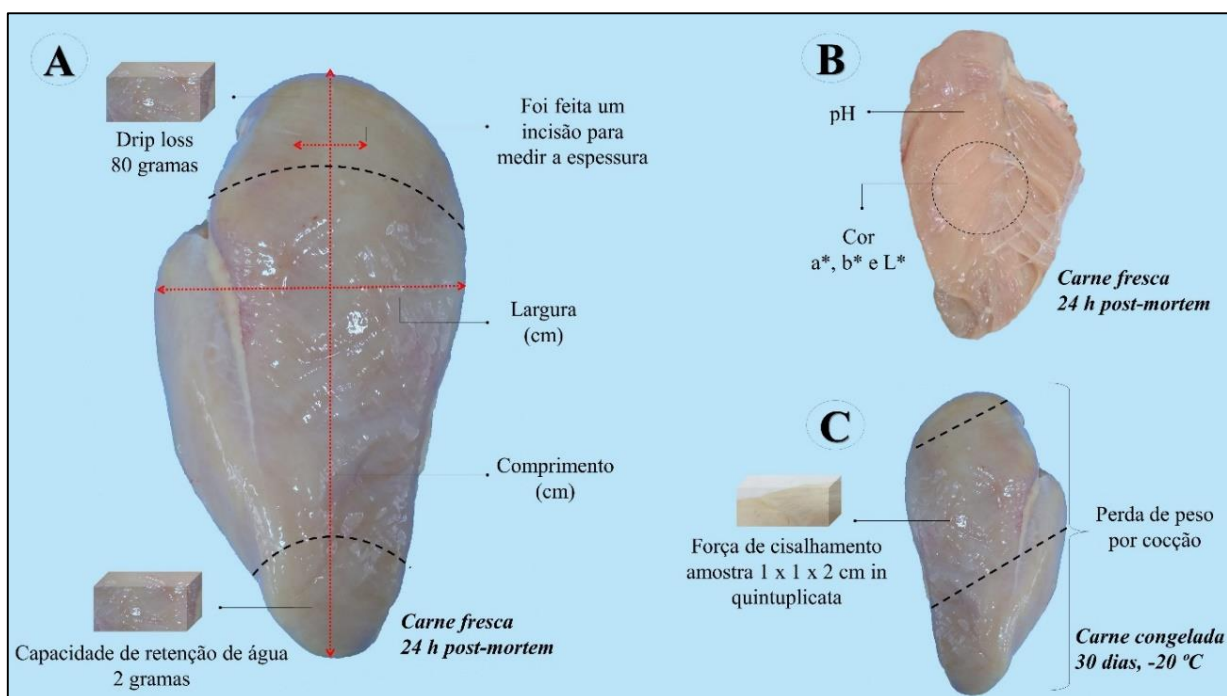 A
Drip loss
80 gramas
Foi feita um
incisão para
medir a espessura
Largura
(cm)
Comprimento
(cm)
Capacidade de retenção de água
2 gramas
Carne fresca
24 h post-mortem
B
pH
Cor
a*, b* e L*
Carne fresca
24 h post-mortem
C
Força de cisalhamento
amostra 1 x 1 x 2 cm in
quintuplicata
Perda de peso
por cocção
Carne congelada
30 dias, -20 ºC